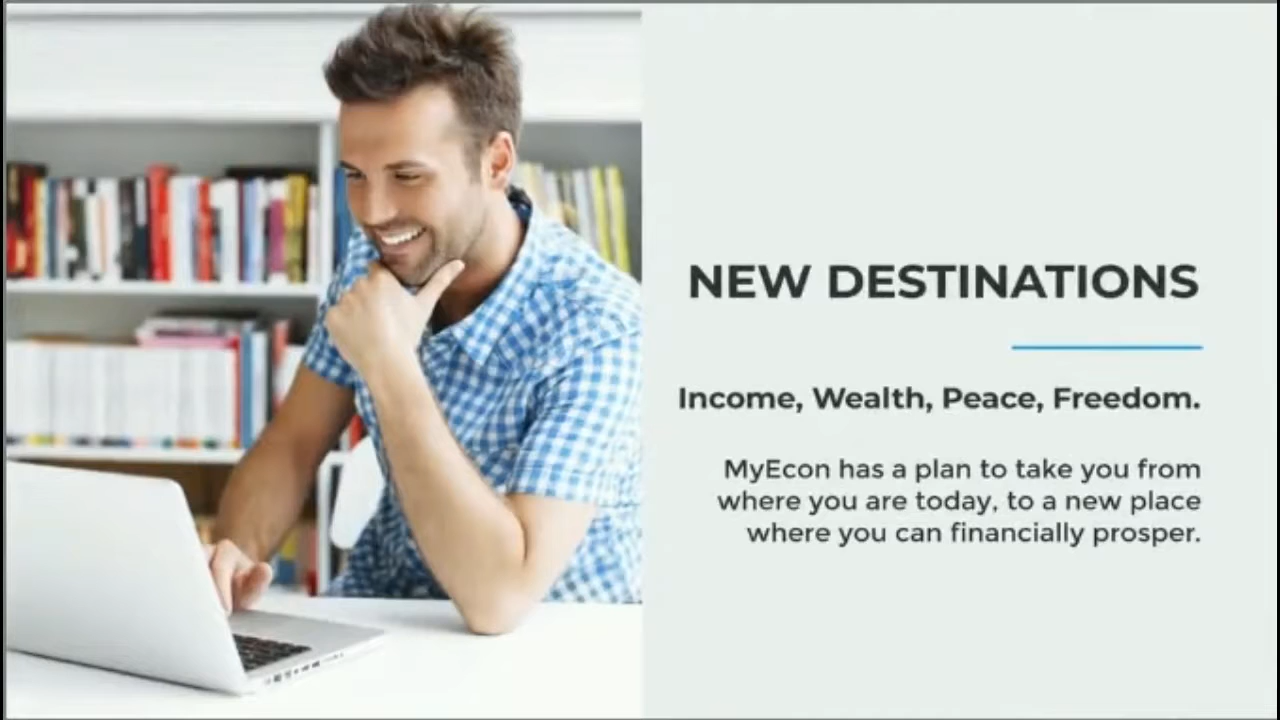 NEW DESTINATIONS
Income, Wealth, Peace, Freedom.
MyEcon has a plan to take you from
where you are today, to a new place
where you can financially prosper.